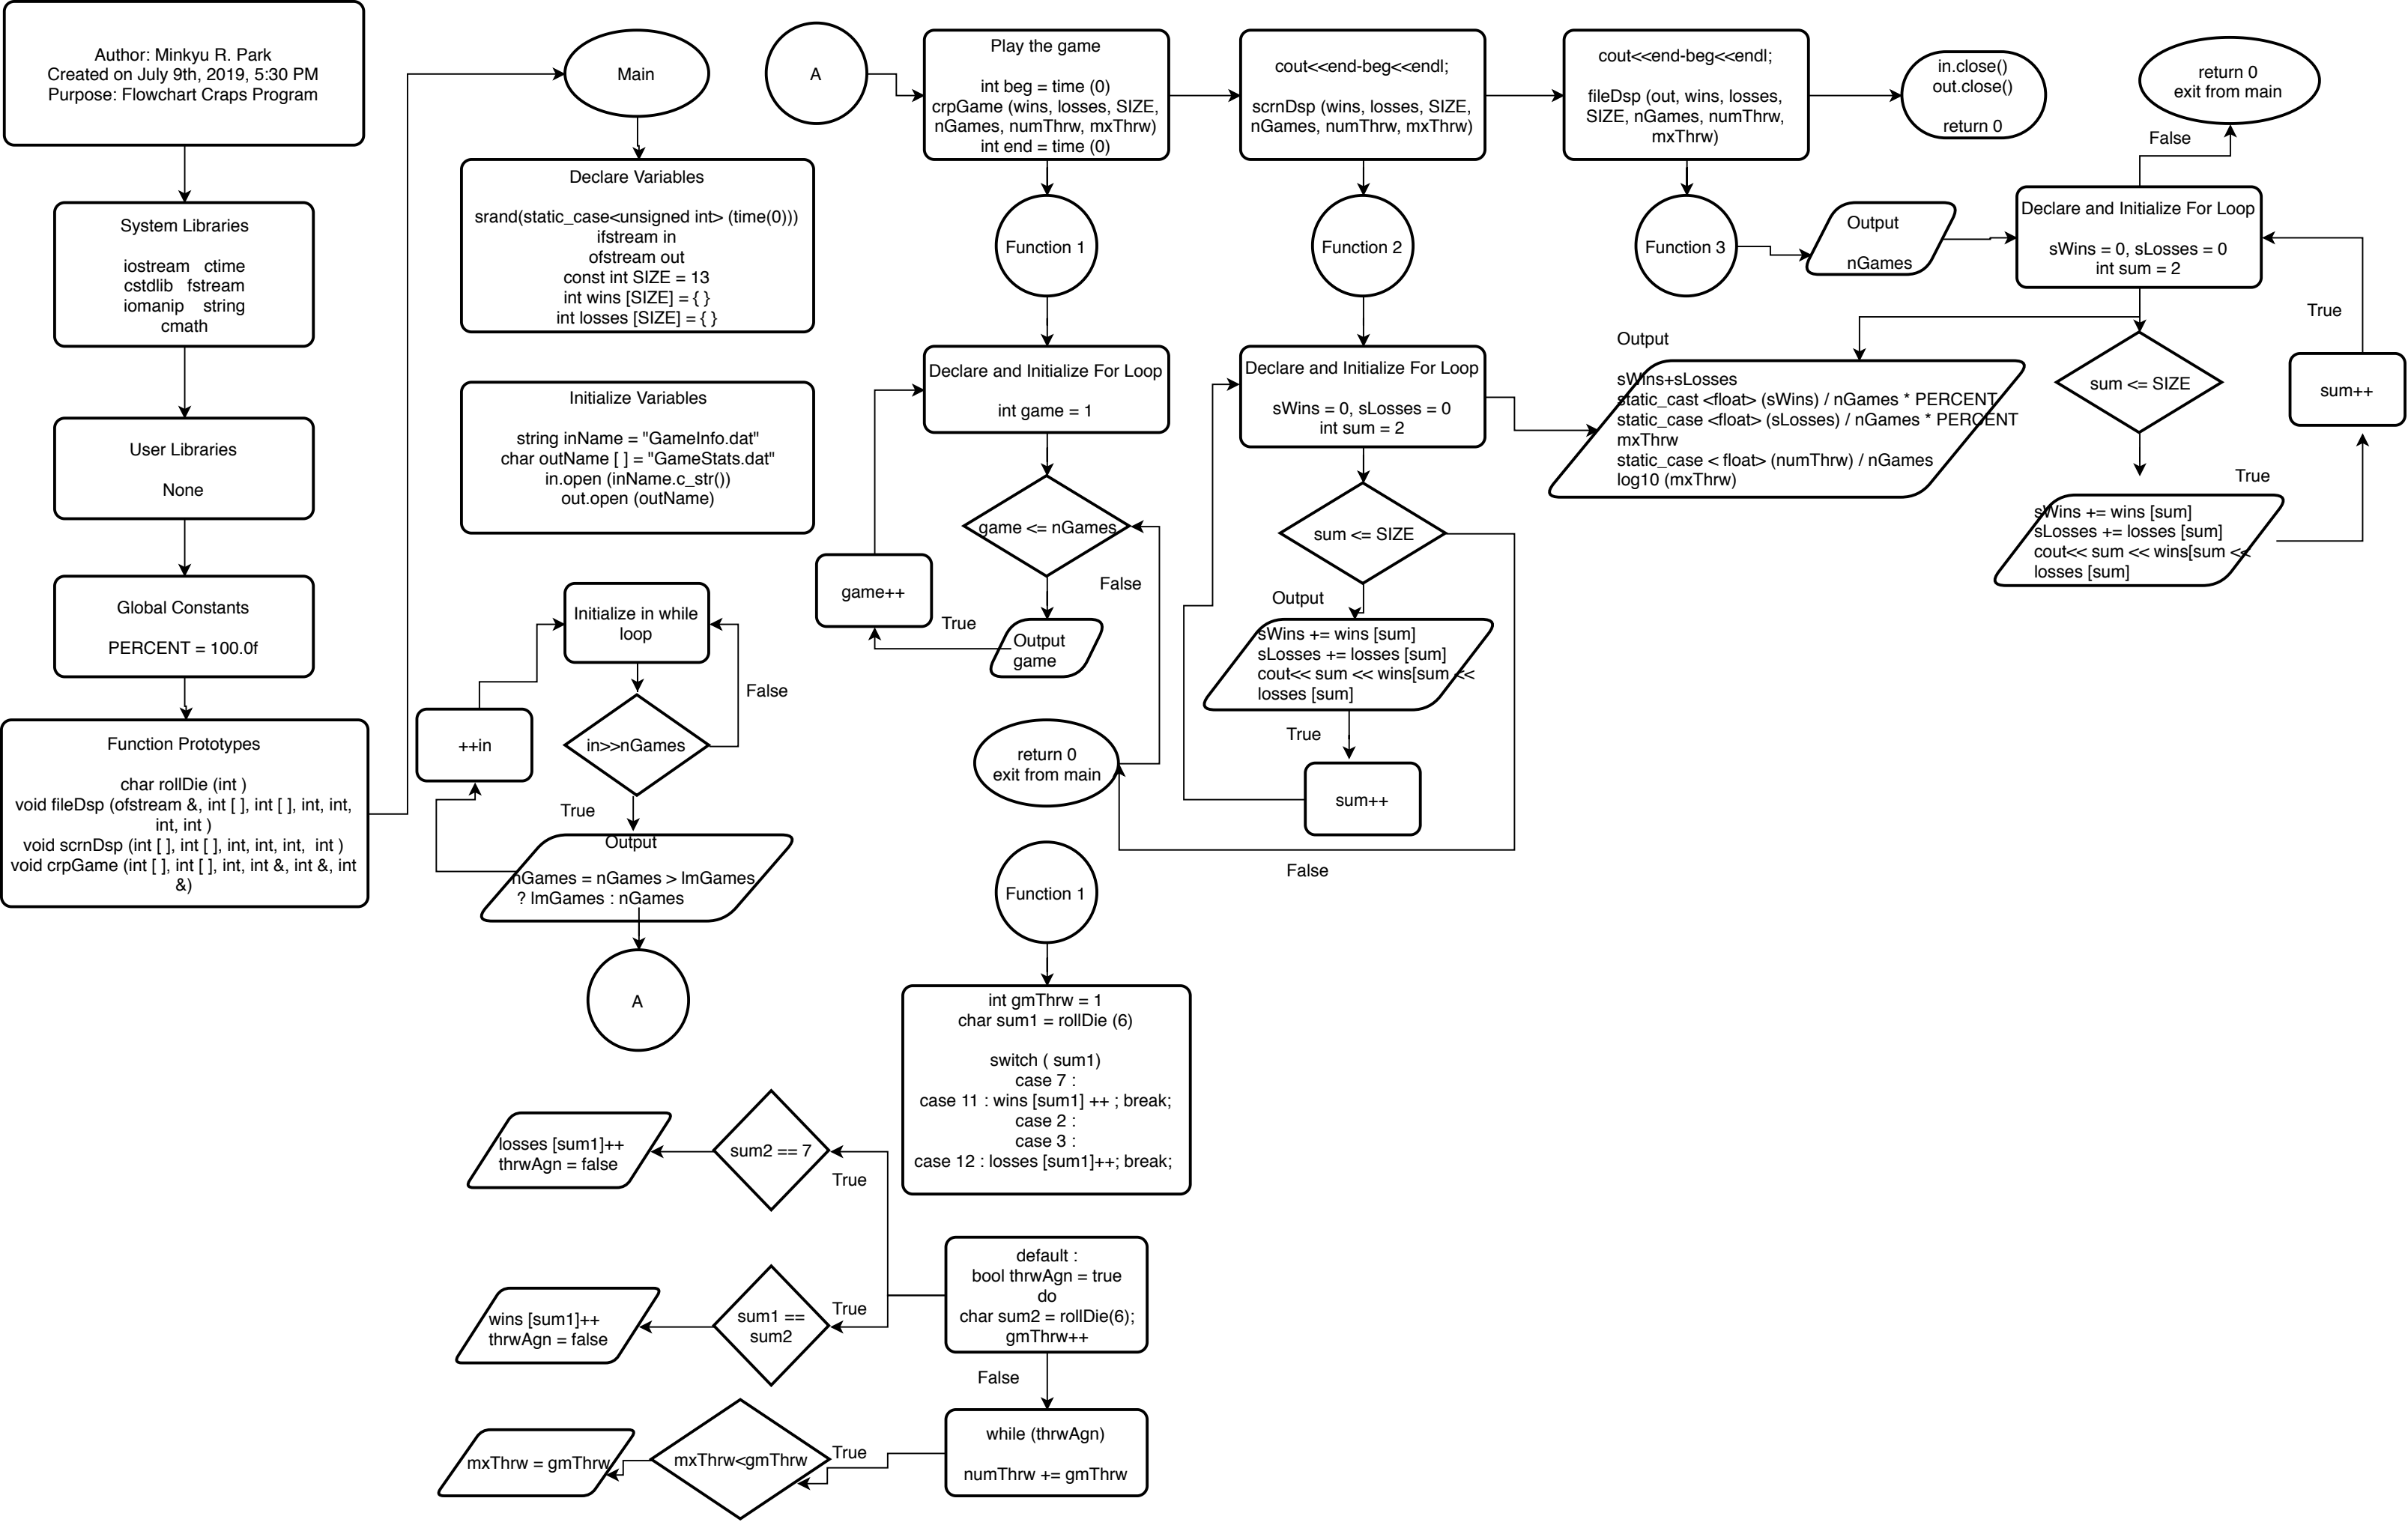 Author: Minkyu R. Park
Created on July 9th, 2019, 5:30 PM
Purpose: Flowchart Craps Program
System Libraries
iostream ctime
cstdlib fstream
iomanip string
cmath
User Libraries
None
Global Constants
PERCENT = 100.0f
Function Prototypes
char rollDie (int )
void fileDsp (ofstream &, int [ ], int [ ], int, int,
int, int )
void scrnDsp (int [ ], int [ ], int, int, int, int )
void crpGame (int [ ], int [ ], int, int &, int &, int
&)
Main
Declare Variables
srand(static_case<unsigned int> (time(0)))
ifstream in
ofstream out
const int SIZE = 13
int wins [SIZE] = { }
int losses [SIZE] = { }
Initialize Variables
string inName = "GameInfo.dat"
char outName [ ] = "GameStats.dat"
in.open (inName.c_str())
out.open (outName)
Initialize in while
loop
False
++in
in>>nGames
True
Output
nGames = nGames > lmGames
? lmGames : nGames
A
A
Play the game
int beg = time (0)
crpGame (wins, losses, SIZE,
nGames, numThrw, mxThrw)
int end = time (0)
cout<<end-beg<<endl;
scrnDsp (wins, losses, SIZE,
nGames, numThrw, mxThrw)
cout<<end-beg<<endl;
fileDsp (out, wins, losses,
SIZE, nGames, numThrw,
mxThrw)
in.close()
out.close()
return 0
return 0
exit from main
False
Function 1
Declare and Initialize For Loop
int game = 1
game <= nGames
False
game++
True
Output
game
return 0
exit from main
Function 2
Declare and Initialize For Loop
sWins = 0, sLosses = 0
int sum = 2
sum <= SIZE
Output
sWins += wins [sum]
sLosses += losses [sum]
cout<< sum << wins[sum <<
losses [sum]
True
sum++
False
Function 3
Output
nGames
Declare and Initialize For Loop
sWins = 0, sLosses = 0
int sum = 2
Output
sWins+sLosses
static_cast <float> (sWins) / nGames * PERCENT
static_case <float> (sLosses) / nGames * PERCENT
mxThrw
static_case < float> (numThrw) / nGames
log10 (mxThrw)
sum <= SIZE
True
sum++
True
sWins += wins [sum]
sLosses += losses [sum]
cout<< sum << wins[sum <<
losses [sum]
Function 1
int gmThrw = 1
char sum1 = rollDie (6)
switch ( sum1)
case 7 :
case 11 : wins [sum1] ++ ; break;
case 2 :
case 3 :
case 12 : losses [sum1]++; break;
losses [sum1]++
thrwAgn = false
sum2 == 7
True
default :
bool thrwAgn = true
do
char sum2 = rollDie(6);
gmThrw++
wins [sum1]++
thrwAgn = false
sum1 ==
sum2
True
False
while (thrwAgn)
numThrw += gmThrw
mxThrw = gmThrw
mxThrw<gmThrw
True